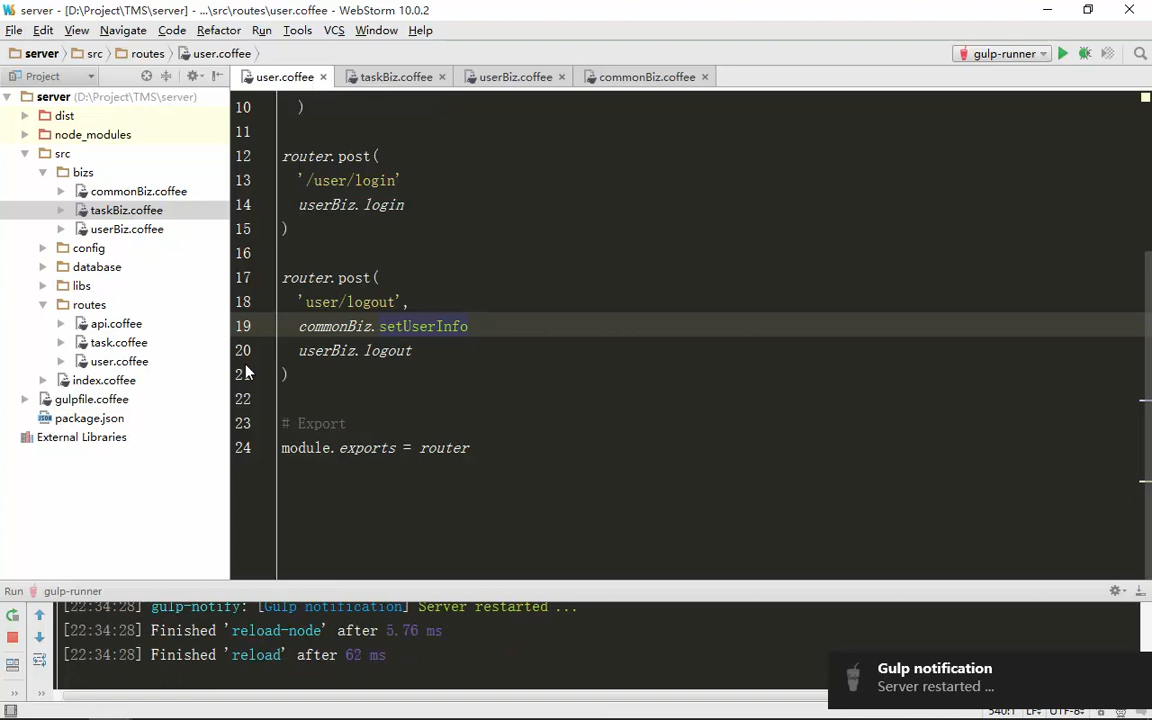 server - [D:\Project\TMS\server] - ...\src\routes\user.coffee - WebStorm 10.0.2
File Edit View Navigate Code Refactor Run Tools VCS Window Help
server src routes user.coffee
gulp-runner
Project
user.coffee taskBiz.coffee userBiz.coffee commonBiz.coffee
server (D:\Project\TMS\server)
dist
node_modules
src
bizs
commonBiz.coffee
taskBiz.coffee
userBiz.coffee
config
database
libs
routes
api.coffee
task.coffee
user.coffee
index.coffee
gulpfile.coffee
package.json
External Libraries
10 )
11
12 router.post(
13 '/user/login'
14 userBiz.login
15 )
16
17 router.post(
18 'user/logout',
19 commonBiz.setUserInfo
20 userBiz.logout
21 )
22
23 # Export
24 module.exports = router
Run gulp-runner
[22:34:28] gulp-notify: [Gulp notification] Server restarted ...
[22:34:28] Finished 'reload-node' after 5.76 ms
[22:34:28] Finished 'reload' after 62 ms
Gulp notification
Server restarted ...